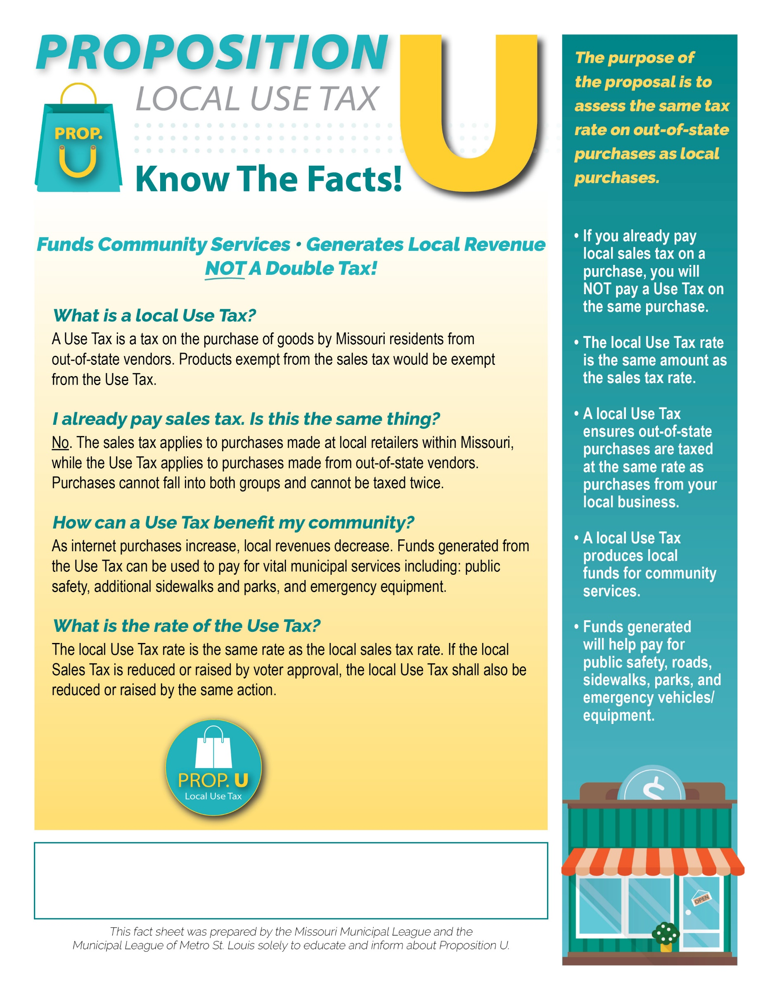 PROPOSITION U
LOCAL USE TAX
PROP.
U
Know The Facts!
Funds Community Services • Generates Local Revenue
NOT A Double Tax!
What is a local Use Tax?
A Use Tax is a tax on the purchase of goods by Missouri residents from
out-of-state vendors. Products exempt from the sales tax would be exempt
from the Use Tax.
I already pay sales tax. Is this the same thing?
No. The sales tax applies to purchases made at local retailers within Missouri,
while the Use Tax applies to purchases made from out-of-state vendors.
Purchases cannot fall into both groups and cannot be taxed twice.
How can a Use Tax benefit my community?
As internet purchases increase, local revenues decrease. Funds generated from
the Use Tax can be used to pay for vital municipal services including: public
safety, additional sidewalks and parks, and emergency equipment.
What is the rate of the Use Tax?
The local Use Tax rate is the same rate as the local sales tax rate. If the local
Sales Tax is reduced or raised by voter approval, the local Use Tax shall also be
reduced or raised by the same action.
PROP. U
Local Use Tax
This fact sheet was prepared by the Missouri Municipal League and the
Municipal League of Metro St. Louis solely to educate and inform about Proposition U.
The purpose of
the proposal is to
assess the same tax
rate on out-of-state
purchases as local
purchases.
• If you already pay
local sales tax on a
purchase, you will
NOT pay a Use Tax on
the same purchase.
• The local Use Tax rate
is the same amount as
the sales tax rate.
• A local Use Tax
ensures out-of-state
purchases are taxed
at the same rate as
purchases from your
local business.
• A local Use Tax
produces local
funds for community
services.
• Funds generated
will help pay for
public safety, roads,
sidewalks, parks, and
emergency vehicles/
equipment.
$
OPEN